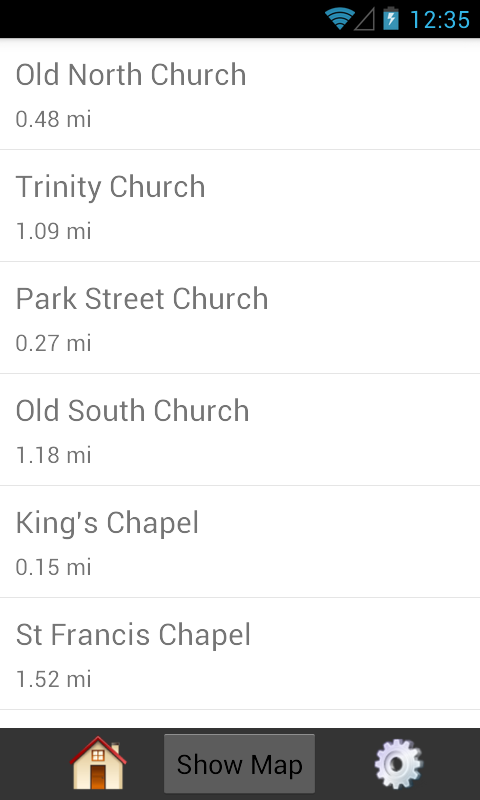 12:35
Old North Church
0.48 mi
Trinity Church
1.09 mi
Park Street Church
0.27 mi
Old South Church
1.18 mi
King's Chapel
0.15 mi
St Francis Chapel
1.52 mi
Show Map